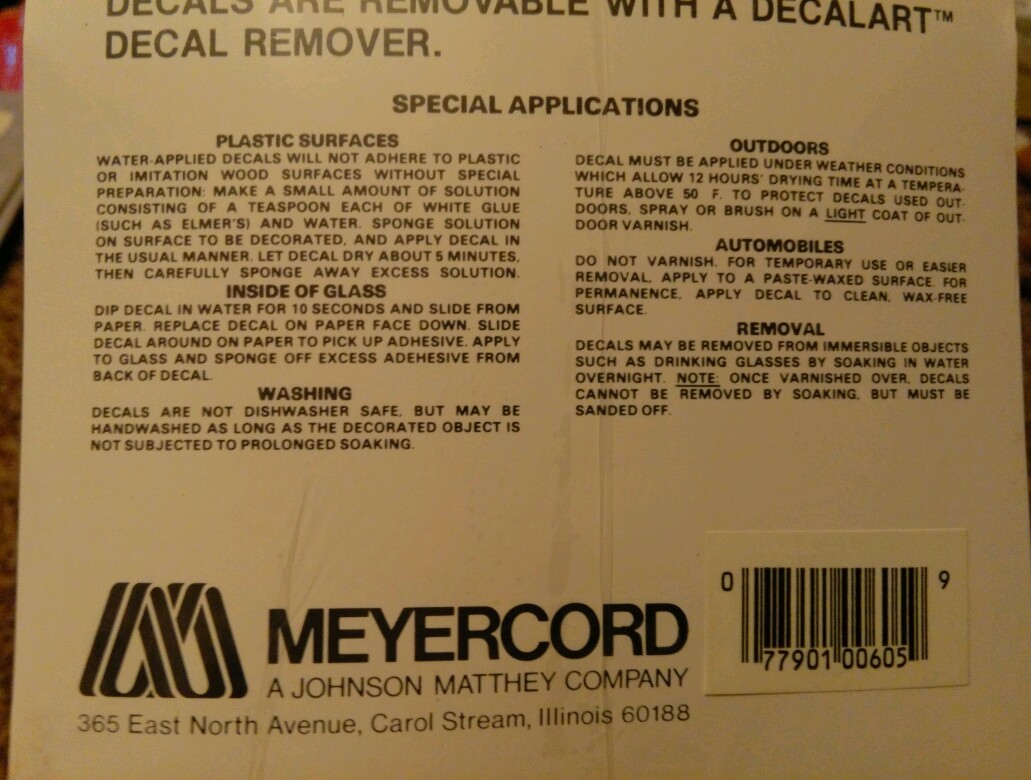 DECALS ARE REMOVABLE WITH A DECALART™
DECAL REMOVER.
SPECIAL APPLICATIONS
PLASTIC SURFACES
WATER-APPLIED DECALS WILL NOT ADHERE TO PLASTIC
OR IMITATION WOOD SURFACES WITHOUT SPECIAL
PREPARATION: MAKE A SMALL AMOUNT OF SOLUTION
CONSISTING OF A TEASPOON EACH OF WHITE GLUE
(SUCH AS ELMER'S) AND WATER. SPONGE SOLUTION
ON SURFACE TO BE DECORATED, AND APPLY DECAL IN
THE USUAL MANNER. LET DECAL DRY ABOUT 5 MINUTES,
THEN CAREFULLY SPONGE AWAY EXCESS SOLUTION.
INSIDE OF GLASS
DIP DECAL IN WATER FOR 10 SECONDS AND SLIDE FROM
PAPER. REPLACE DECAL ON PAPER FACE DOWN. SLIDE
DECAL AROUND ON PAPER TO PICK UP ADHESIVE. APPLY
TO GLASS AND SPONGE OFF EXCESS ADEHESIVE FROM
BACK OF DECAL.
WASHING
DECALS ARE NOT DISHWASHER SAFE, BUT MAY BE
HANDWASHED AS LONG AS THE DECORATED OBJECT IS
NOT SUBJECTED TO PROLONGED SOAKING.
OUTDOORS
DECAL MUST BE APPLIED UNDER WEATHER CONDITIONS
WHICH ALLOW 12 HOURS' DRYING TIME AT A TEMPERA-
TURE ABOVE 50 F. TO PROTECT DECALS USED OUT-
DOORS, SPRAY OR BRUSH ON A LIGHT COAT OF OUT-
DOOR VARNISH.
AUTOMOBILES
DO NOT VARNISH. FOR TEMPORARY USE OR EASIER
REMOVAL, APPLY TO A PASTE-WAXED SURFACE. FOR
PERMANENCE, APPLY DECAL TO CLEAN, WAX-FREE
SURFACE.
REMOVAL
DECALS MAY BE REMOVED FROM IMMERSIBLE OBJECTS
SUCH AS DRINKING GLASSES BY SOAKING IN WATER
OVERNIGHT. NOTE: ONCE VARNISHED OVER, DECALS
CANNOT BE REMOVED BY SOAKING, BUT MUST BE
SANDED OFF.
MEYERCORD
A JOHNSON MATTHEY COMPANY
365 East North Avenue, Carol Stream, Illinois 60188
0 77901 00605 9